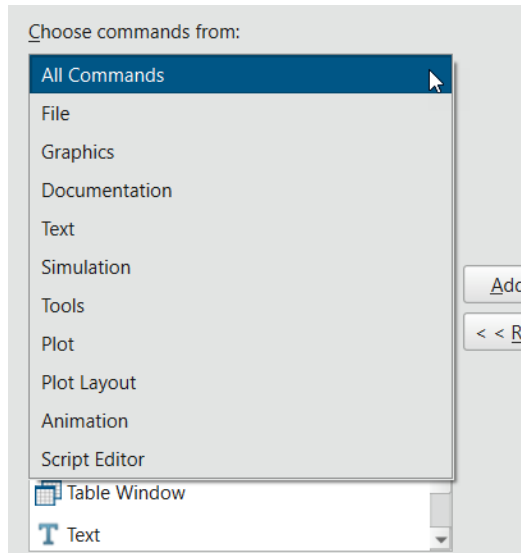 Choose commands from:
All Commands
File
Graphics
Documentation
Text
Simulation
Tools
Add
Plot
< < R
Plot Layout
Animation
Script Editor
Table Window
Text